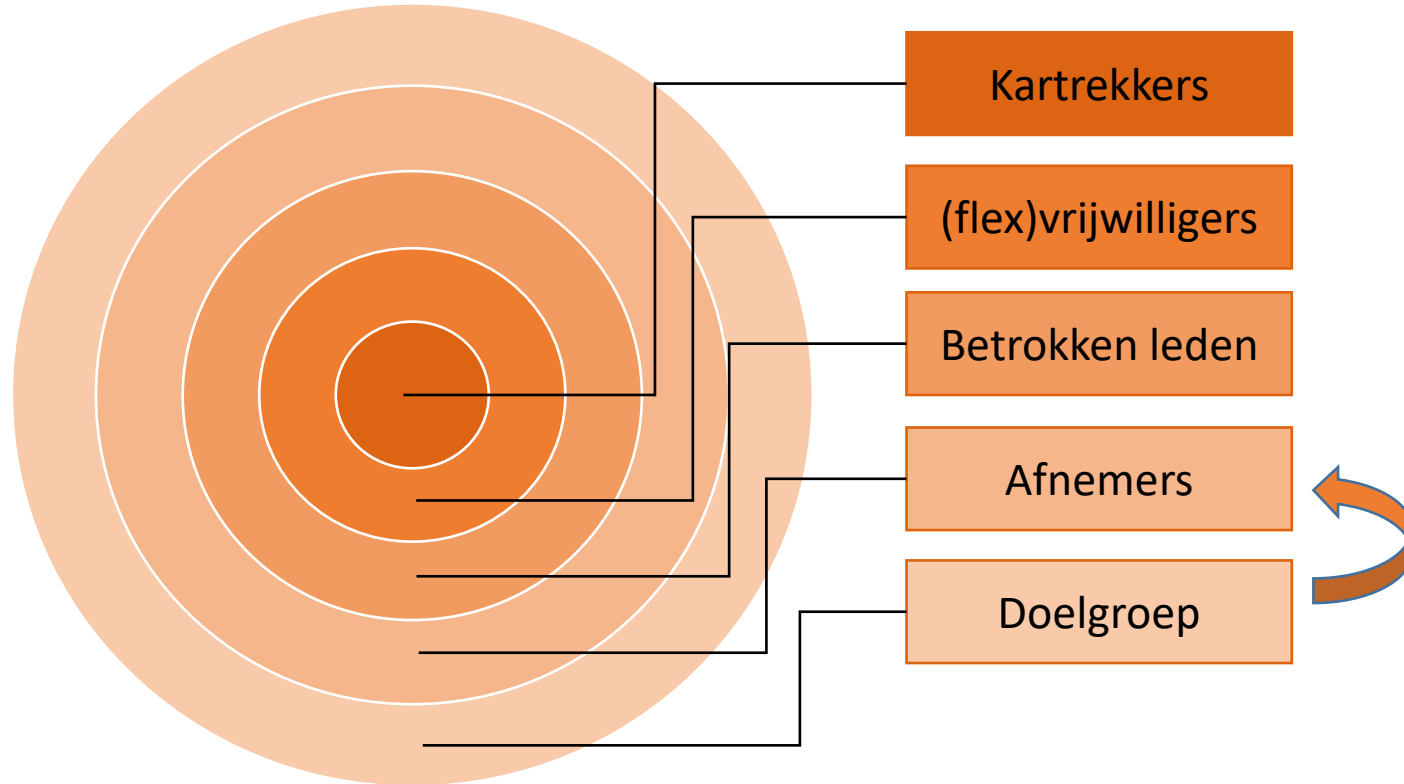 Kartrekkers
(flex)vrijwilligers
Betrokken leden
Afnemers
Doelgroep